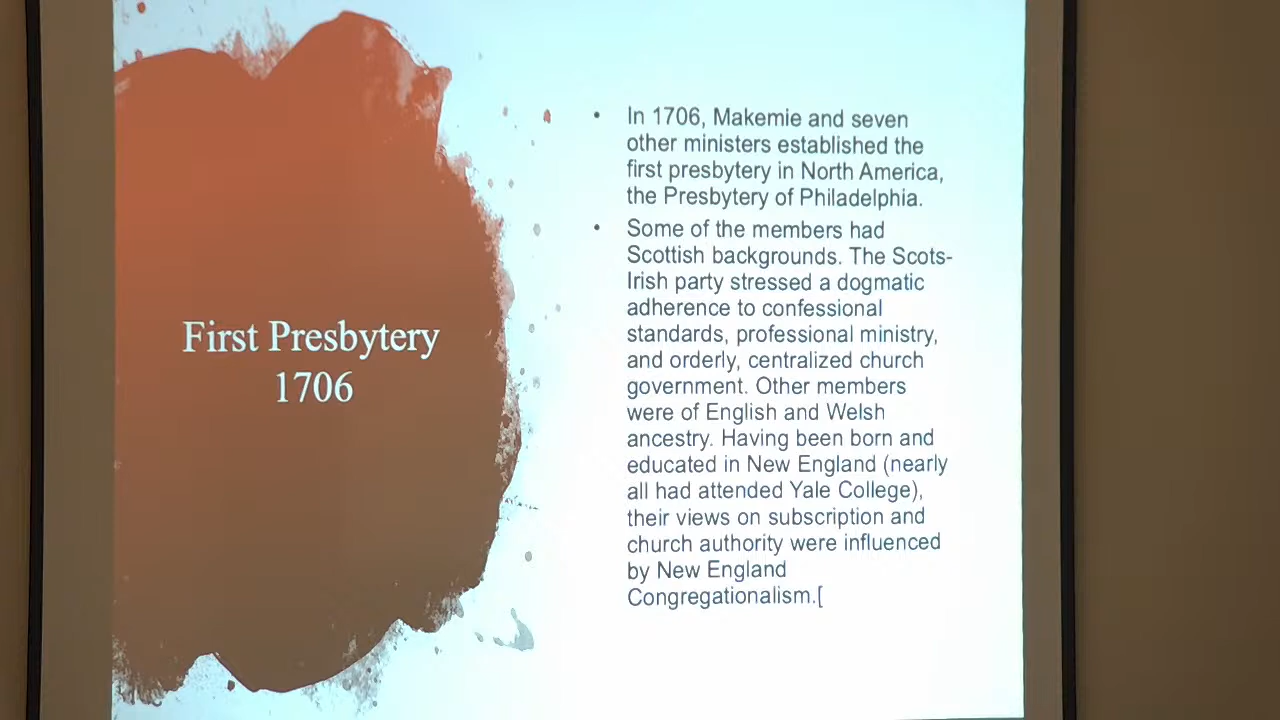 First Presbytery
1706
• In 1706, Makemie and seven
other ministers established the
first presbytery in North America,
the Presbytery of Philadelphia.
• Some of the members had
Scottish backgrounds. The Scots-
Irish party stressed a dogmatic
adherence to confessional
standards, professional ministry,
and orderly, centralized church
government. Other members
were of English and Welsh
ancestry. Having been born and
educated in New England (nearly
all had attended Yale College),
their views on subscription and
church authority were influenced
by New England
Congregationalism.[